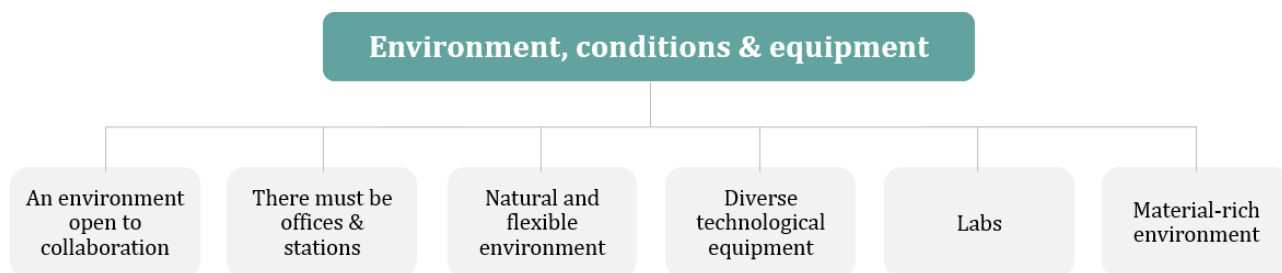 Environment, conditions & equipment
An environment
open to
collaboration
There must be
offices &
stations
Natural and
flexible
environment
Diverse
technological
equipment
Labs
Material-rich
environment